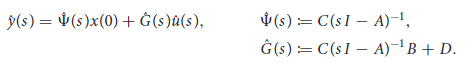 ŷ(s) = Ψ̂(s)x(0) + Ĝ(s)û(s), Ψ̂(s) := C(sI − A)⁻¹,
Ĝ(s) := C(sI − A)⁻¹B + D.